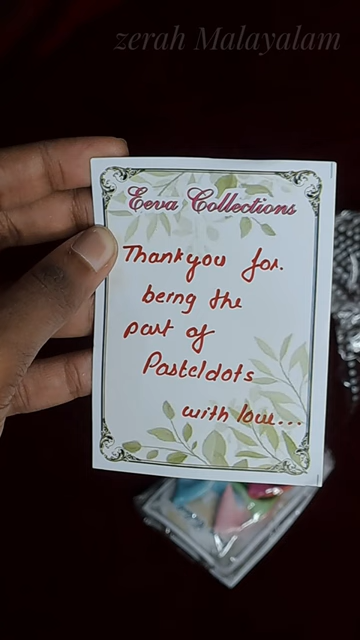 zerah Malayalam
Eeva Collections
Thankyou for.
being the
part of
Pasteldots
with love...